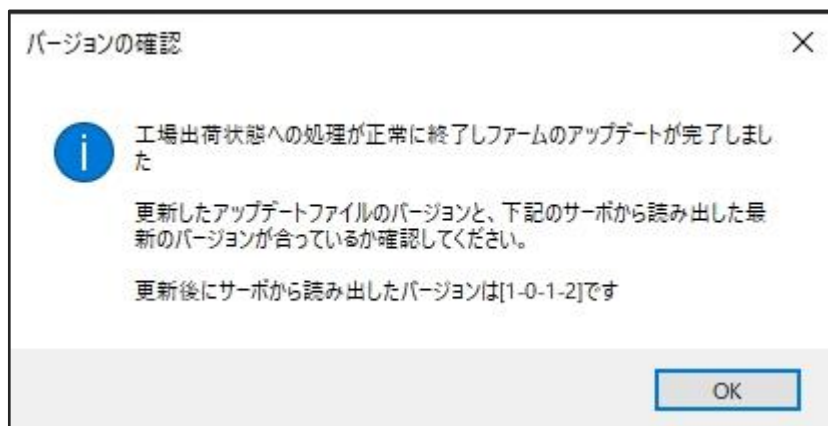 バージョンの確認
工場出荷状態への処理が正常に終了しファームのアップデートが完了しまし
た
更新したアップデートファイルのバージョンと、下記のサーボから読み出した最
新のバージョンが合っているか確認してください。
更新後にサーボから読み出したバージョンは[1-0-1-2]です
OK